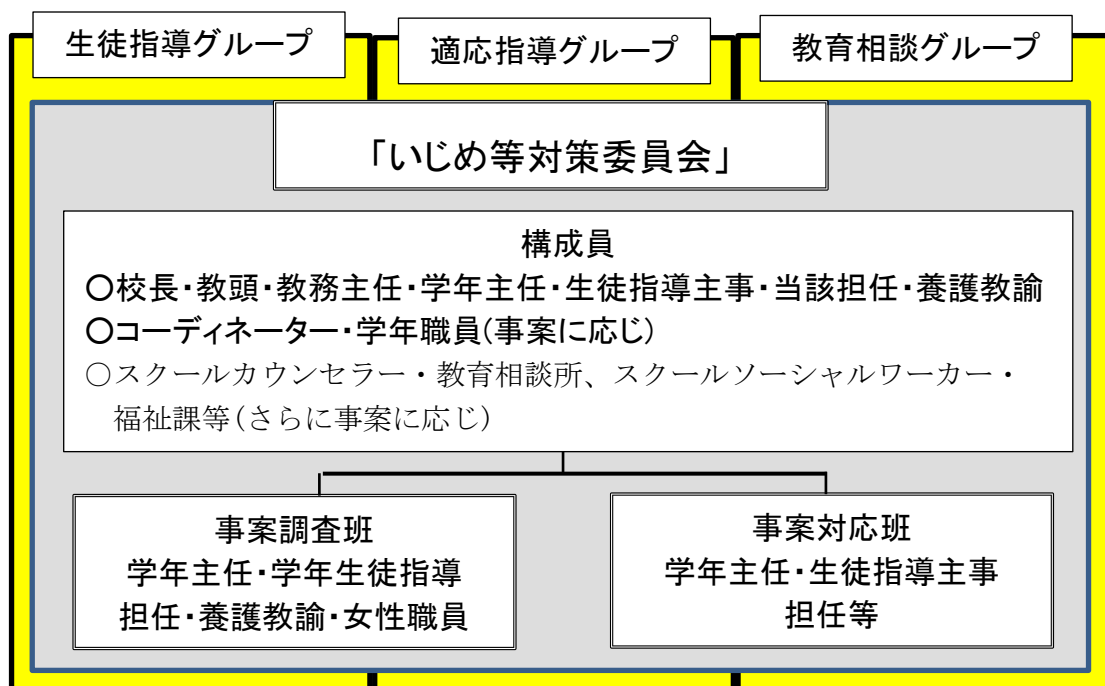 生徒指導グループ
適応指導グループ
教育相談グループ
「いじめ等対策委員会」
構成員
○校長・教頭・教務主任・学年主任・生徒指導主事・当該担任・養護教諭
○コーディネーター・学年職員(事案に応じ)
○スクールカウンセラー・教育相談所、スクールソーシャルワーカー・
福祉課等(さらに事案に応じ)
事案調査班
学年主任・学年生徒指導
担任・養護教諭・女性職員
事案対応班
学年主任・生徒指導主事
担任等